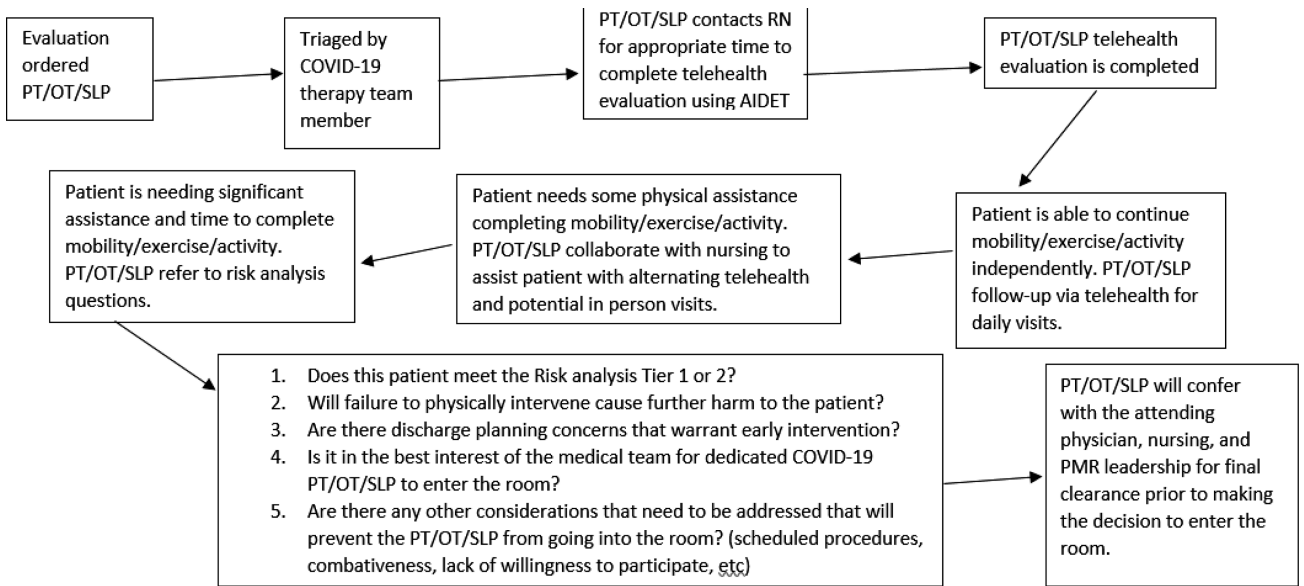 Evaluation
ordered
PT/OT/SLP
Triaged by
COVID-19
therapy team
member
PT/OT/SLP contacts RN
for appropriate time to
complete telehealth
evaluation using AIDET
PT/OT/SLP telehealth
evaluation is completed
Patient is able to continue
mobility/exercise/activity
independently. PT/OT/SLP
follow-up via telehealth for
daily visits.
Patient needs some physical assistance
completing mobility/exercise/activity.
PT/OT/SLP collaborate with nursing to
assist patient with alternating telehealth
and potential in person visits.
Patient is needing significant
assistance and time to complete
mobility/exercise/activity.
PT/OT/SLP refer to risk analysis
questions.
1. Does this patient meet the Risk analysis Tier 1 or 2?
2. Will failure to physically intervene cause further harm to the patient?
3. Are there discharge planning concerns that warrant early intervention?
4. Is it in the best interest of the medical team for dedicated COVID-19
PT/OT/SLP to enter the room?
5. Are there any other considerations that need to be addressed that will
prevent the PT/OT/SLP from going into the room? (scheduled procedures,
combativeness, lack of willingness to participate, etc)
PT/OT/SLP will confer
with the attending
physician, nursing, and
PMR leadership for final
clearance prior to making
the decision to enter the
room.